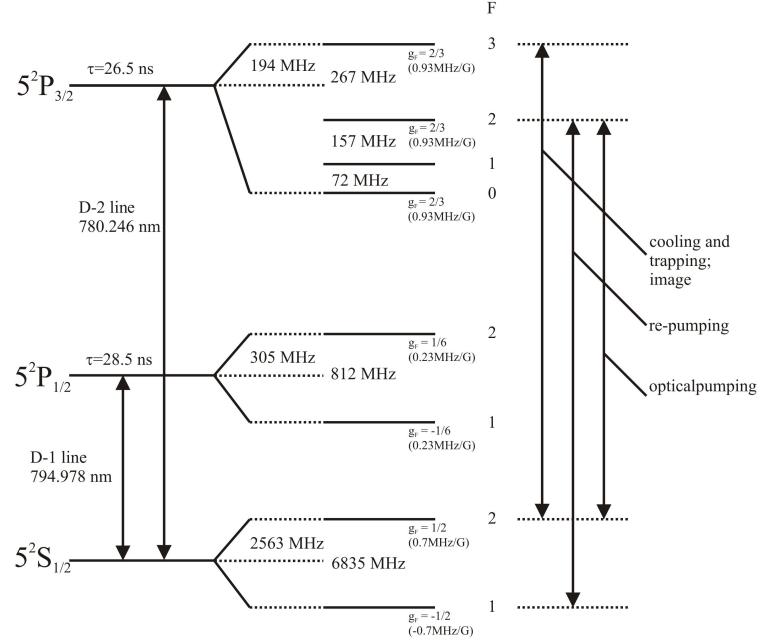 F
3
τ=26.5 ns
5²P₃/₂
194 MHz
267 MHz
gF = 2/3
(0.93MHz/G)
2
157 MHz
gF = 2/3
(0.93MHz/G)
1
72 MHz
0
gF = 2/3
(0.93MHz/G)
D-2 line
780.246 nm
cooling and
trapping;
image
re-pumping
opticalpumping
2
τ=28.5 ns
5²P₁/₂
305 MHz
812 MHz
gF = 1/6
(0.23MHz/G)
1
gF = -1/6
(0.23MHz/G)
D-1 line
794.978 nm
2
5²S₁/₂
2563 MHz
6835 MHz
gF = 1/2
(0.7MHz/G)
1
gF = -1/2
(-0.7MHz/G)